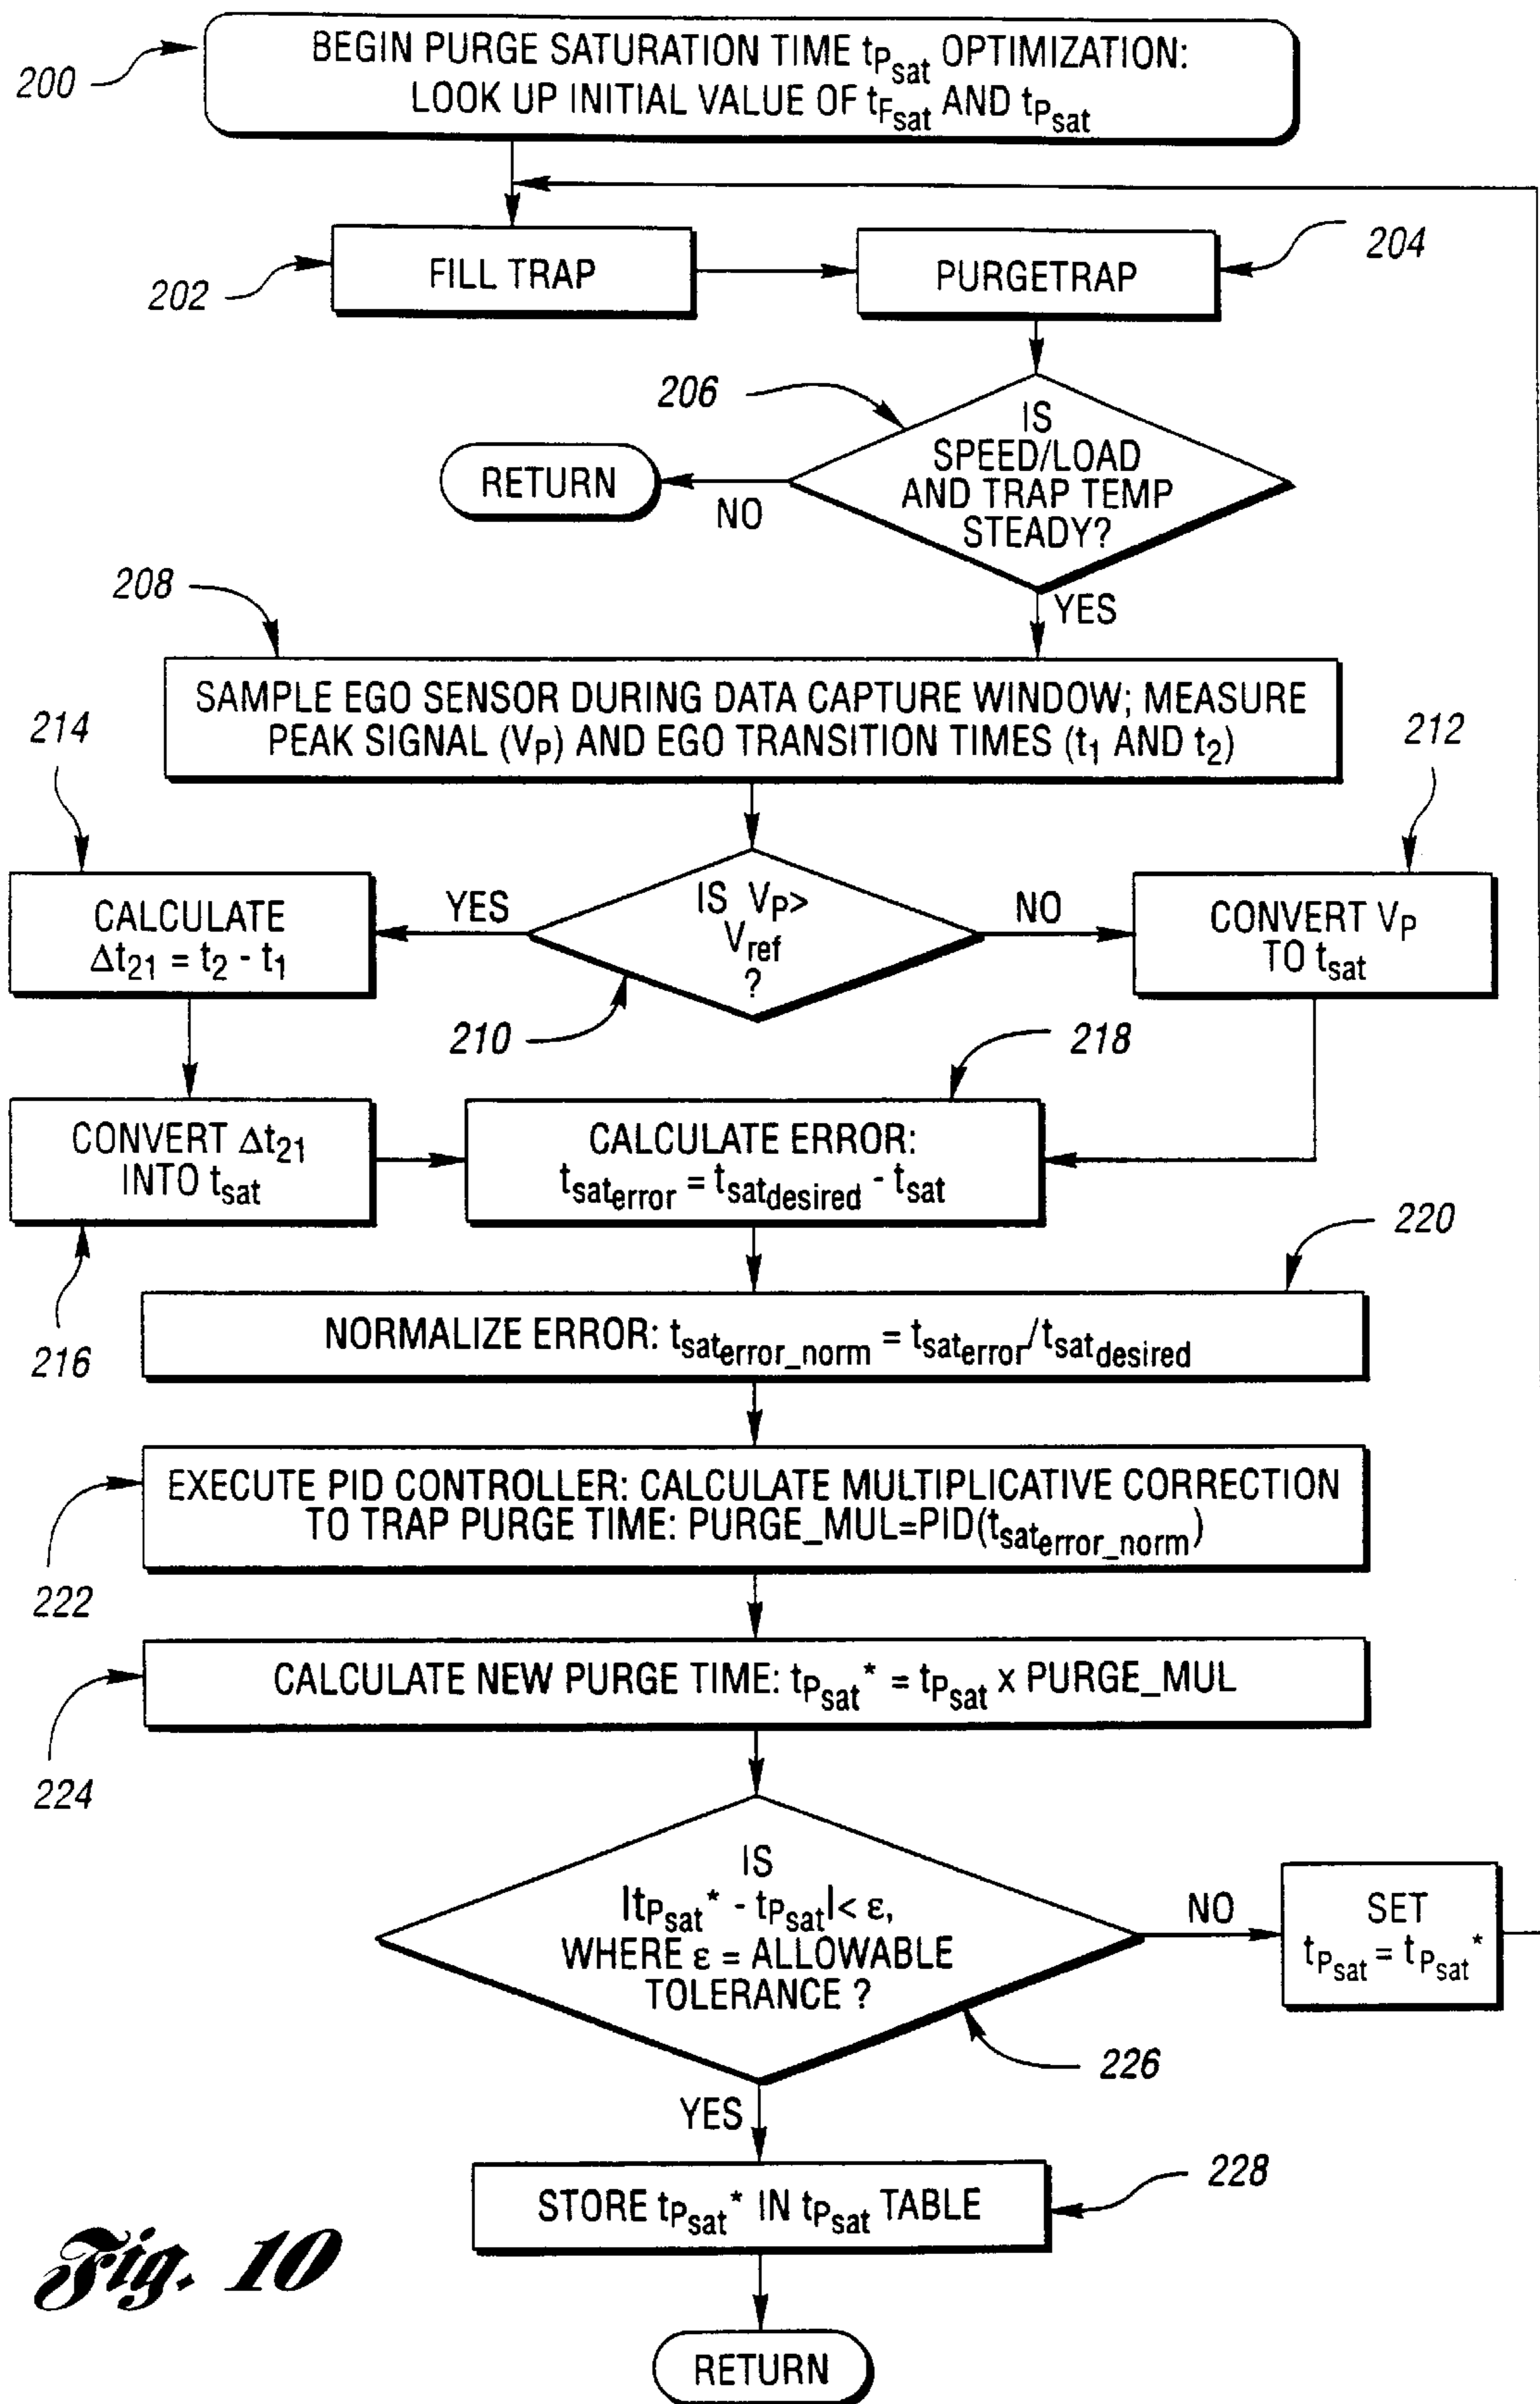 200
BEGIN PURGE SATURATION TIME tPsat OPTIMIZATION:
LOOK UP INITIAL VALUE OF tFsat AND tPsat
202
FILL TRAP
PURGETRAP
204
206
IS
SPEED/LOAD
AND TRAP TEMP
STEADY?
RETURN
NO
YES
208
SAMPLE EGO SENSOR DURING DATA CAPTURE WINDOW; MEASURE
PEAK SIGNAL (VP) AND EGO TRANSITION TIMES (t1 AND t2)
214
212
CALCULATE
Δt21 = t2 - t1
YES
IS VP>
Vref
?
NO
CONVERT VP
TO tsat
210
218
CONVERT Δt21
INTO tsat
CALCULATE ERROR:
tsaterror = tsatdesired - tsat
216
220
NORMALIZE ERROR: tsaterror_norm = tsaterror/tsatdesired
EXECUTE PID CONTROLLER: CALCULATE MULTIPLICATIVE CORRECTION
TO TRAP PURGE TIME: PURGE_MUL=PID(tsaterror_norm)
222
CALCULATE NEW PURGE TIME: tPsat* = tPsat x PURGE_MUL
224
IS
|tPsat* - tPsat|< ε,
WHERE ε = ALLOWABLE
TOLERANCE ?
NO
SET
tPsat = tPsat*
226
YES
STORE tPsat* IN tPsat TABLE
228
RETURN
Fig. 10